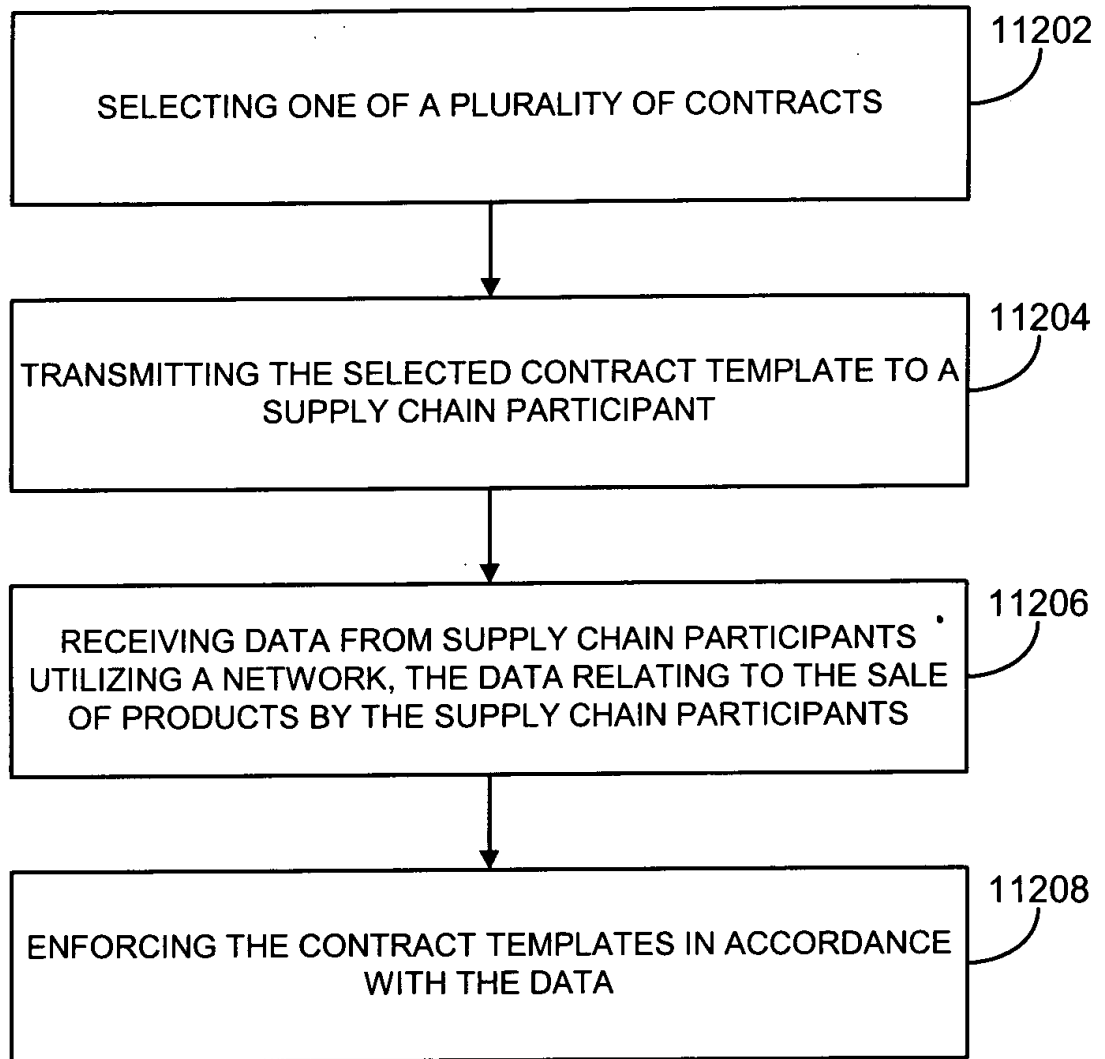 11202
SELECTING ONE OF A PLURALITY OF CONTRACTS
11204
TRANSMITTING THE SELECTED CONTRACT TEMPLATE TO A
SUPPLY CHAIN PARTICIPANT
11206
RECEIVING DATA FROM SUPPLY CHAIN PARTICIPANTS
UTILIZING A NETWORK, THE DATA RELATING TO THE SALE
OF PRODUCTS BY THE SUPPLY CHAIN PARTICIPANTS
11208
ENFORCING THE CONTRACT TEMPLATES IN ACCORDANCE
WITH THE DATA